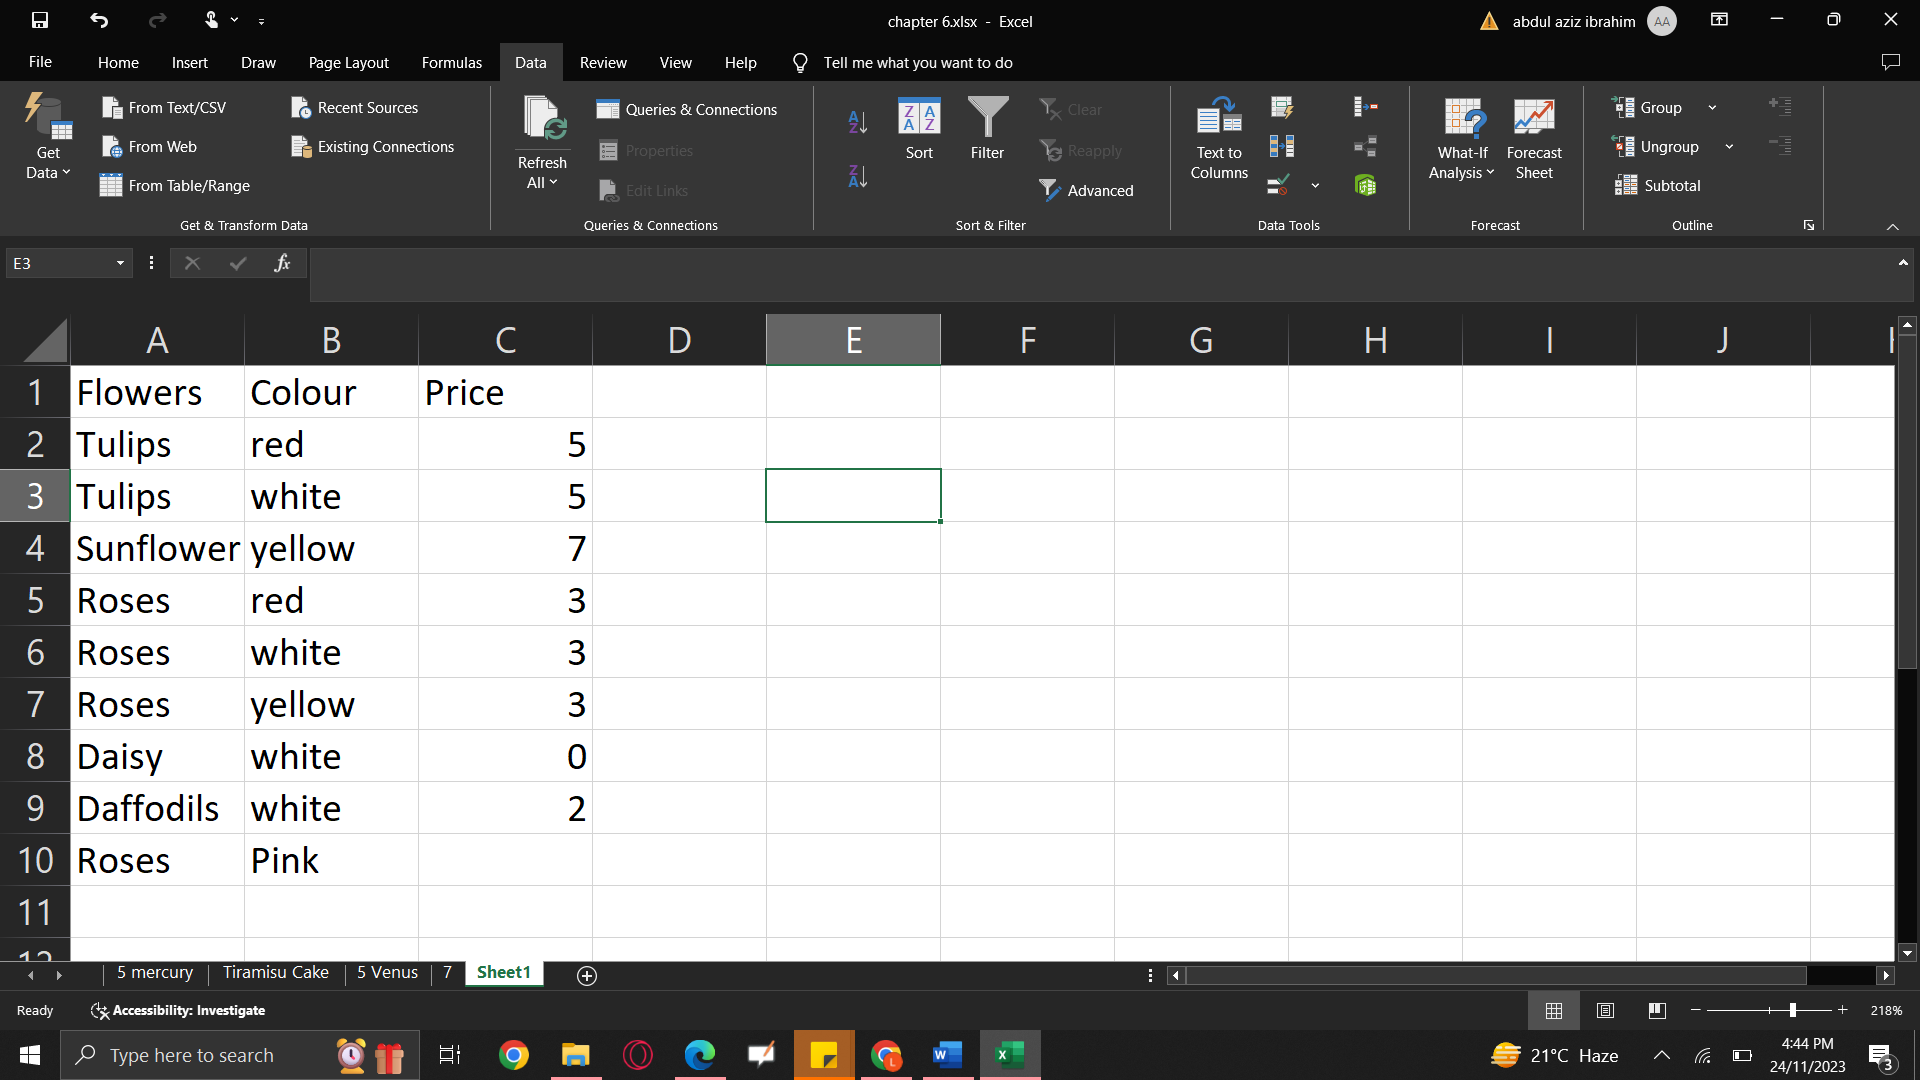 chapter 6.xlsx - Excel
abdul aziz ibrahim AA
File Home Insert Draw Page Layout Formulas Data Review View Help Tell me what you want to do
Get Data
From Text/CSV
From Web
From Table/Range
Recent Sources
Existing Connections
Get & Transform Data
Refresh All
Queries & Connections
Properties
Edit Links
Queries & Connections
Sort
Filter
Clear
Reapply
Advanced
Sort & Filter
Text to Columns
Data Tools
What-If Analysis
Forecast Sheet
Forecast
Group
Ungroup
Subtotal
Outline
E3 fx
A B C D E F G H I J
1 Flowers Colour Price
2 Tulips red 5
3 Tulips white 5
4 Sunflower yellow 7
5 Roses red 3
6 Roses white 3
7 Roses yellow 3
8 Daisy white 0
9 Daffodils white 2
10 Roses Pink
11
12
5 mercury Tiramisu Cake 5 Venus 7 Sheet1
Ready Accessibility: Investigate 218%
Type here to search
21°C Haze
4:44 PM
24/11/2023
3